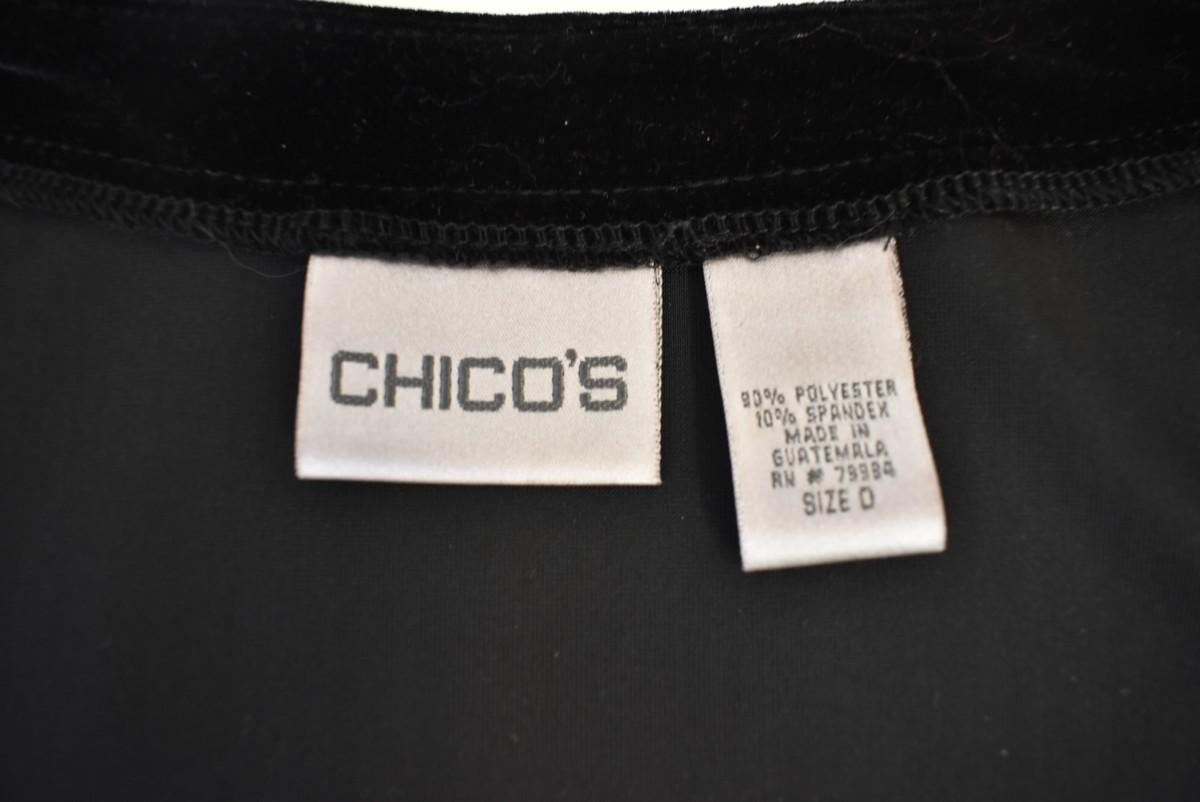 CHICO'S
90% POLYESTER
10% SPANDEX
MADE IN
GUATEMALA
RN # 79984
SIZE 0